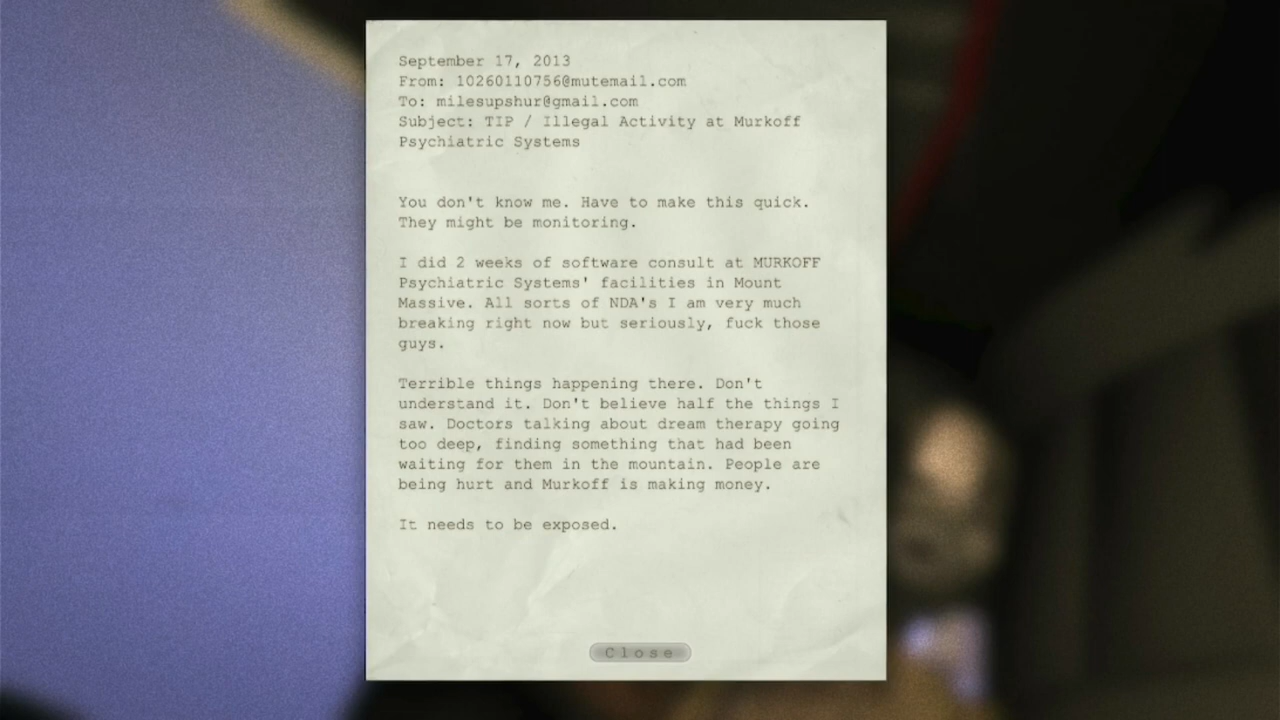 September 17, 2013
From: 10260110756@mutemail.com
To: milesupshur@gmail.com
Subject: TIP / Illegal Activity at Murkoff
Psychiatric Systems
You don't know me. Have to make this quick.
They might be monitoring.
I did 2 weeks of software consult at MURKOFF
Psychiatric Systems' facilities in Mount
Massive. All sorts of NDA's I am very much
breaking right now but seriously, fuck those
guys.
Terrible things happening there. Don't
understand it. Don't believe half the things I
saw. Doctors talking about dream therapy going
too deep, finding something that had been
waiting for them in the mountain. People are
being hurt and Murkoff is making money.
It needs to be exposed.
Close